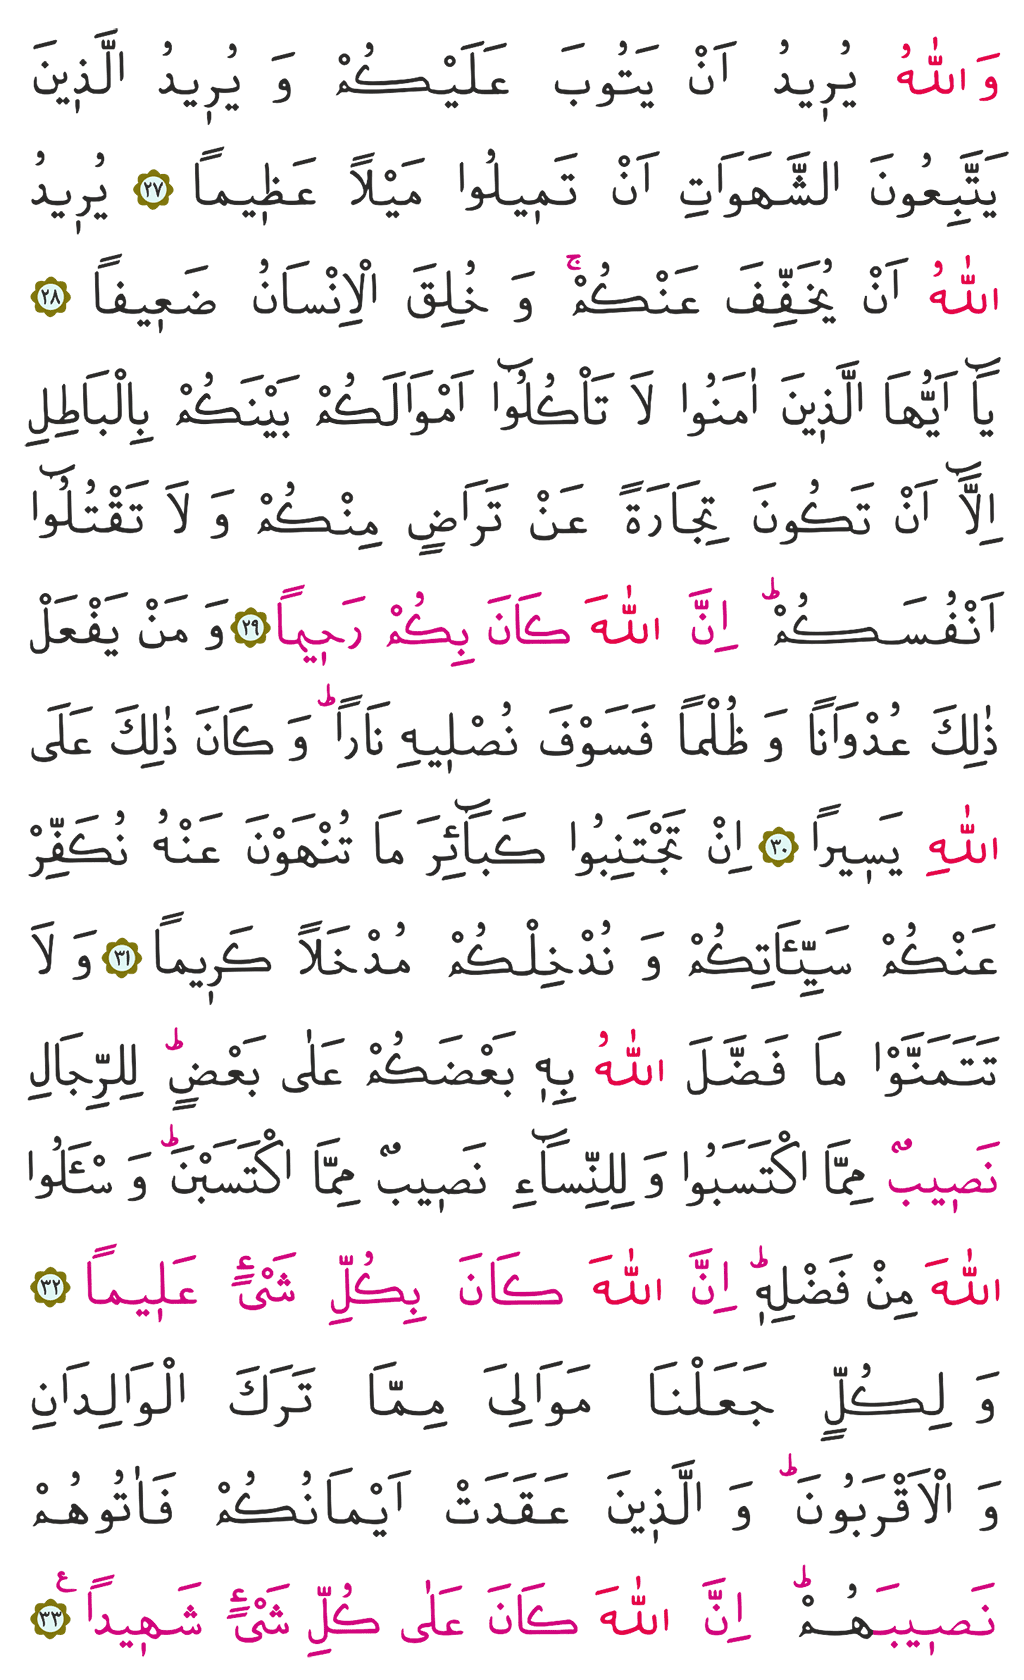 وَ اللّٰهُ يُرٖيدُ اَنْ يَتُوبَ عَلَيْكُمْ وَ يُرٖيدُ الَّذٖينَ
يَتَّبِعُونَ الشَّهَوَاتِ اَنْ تَمٖيلُوا مَيْلاً عَظٖيماً ﴿٢٧﴾ يُرٖيدُ
اللّٰهُ اَنْ يُخَفِّفَ عَنْكُمْۚ وَ خُلِقَ الْاِنْسَانُ ضَعٖيفاً ﴿٢٨﴾
يَٓا اَيُّهَا الَّذٖينَ اٰمَنُوا لَا تَأْكُلُٓوا اَمْوَالَكُمْ بَيْنَكُمْ بِالْبَاطِلِ
اِلَّٓا اَنْ تَكُونَ تِجَارَةً عَنْ تَرَاضٍ مِنْكُمْ وَ لَا تَقْتُلُٓوا
اَنْفُسَكُمْؕ اِنَّ اللّٰهَ كَانَ بِكُمْ رَحٖيماً ﴿٢٩﴾ وَ مَنْ يَفْعَلْ
ذٰلِكَ عُدْوَاناً وَ ظُلْماً فَسَوْفَ نُصْلٖيهِ نَاراًؕ وَ كَانَ ذٰلِكَ عَلَى
اللّٰهِ يَسٖيراً ﴿٣٠﴾ اِنْ تَجْتَنِبُوا كَبَٓائِرَ مَا تُنْهَوْنَ عَنْهُ نُكَفِّرْ
عَنْكُمْ سَيِّـَٔاتِكُمْ وَ نُدْخِلْكُمْ مُدْخَلاً كَرٖيماً ﴿٣١﴾ وَ لَا
تَتَمَنَّوْا مَا فَضَّلَ اللّٰهُ بِهٖ بَعْضَكُمْ عَلٰى بَعْضٍؕ لِلرِّجَالِ
نَصٖيبٌ مِمَّا اكْتَسَبُوا وَ لِلنِّسَٓاءِ نَصٖيبٌ مِمَّا اكْتَسَبْنَؕ وَ سْـَٔلُوا
اللّٰهَ مِنْ فَضْلِهٖؕ اِنَّ اللّٰهَ كَانَ بِكُلِّ شَیْءٍ عَلٖيماً ﴿٣٢﴾
وَ لِكُلٍّ جَعَلْنَا مَوَالِیَ مِمَّا تَرَكَ الْوَالِدَانِ
وَ الْاَقْرَبُونَؕ وَ الَّذٖينَ عَقَدَتْ اَيْمَانُكُمْ فَاٰتُوهُمْ
نَصٖيبَهُمْؕ اِنَّ اللّٰهَ كَانَ عَلٰى كُلِّ شَیْءٍ شَهٖيداً ع ﴿٣٣﴾